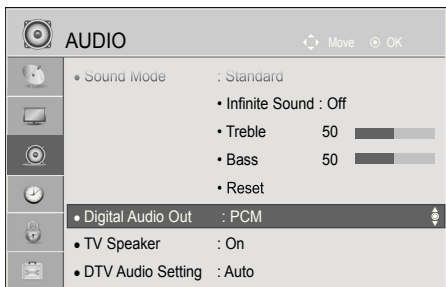 AUDIO
Move OK
• Sound Mode : Standard
• Infinite Sound : Off
• Treble 50
• Bass 50
• Reset
• Digital Audio Out : PCM
• TV Speaker : On
• DTV Audio Setting : Auto